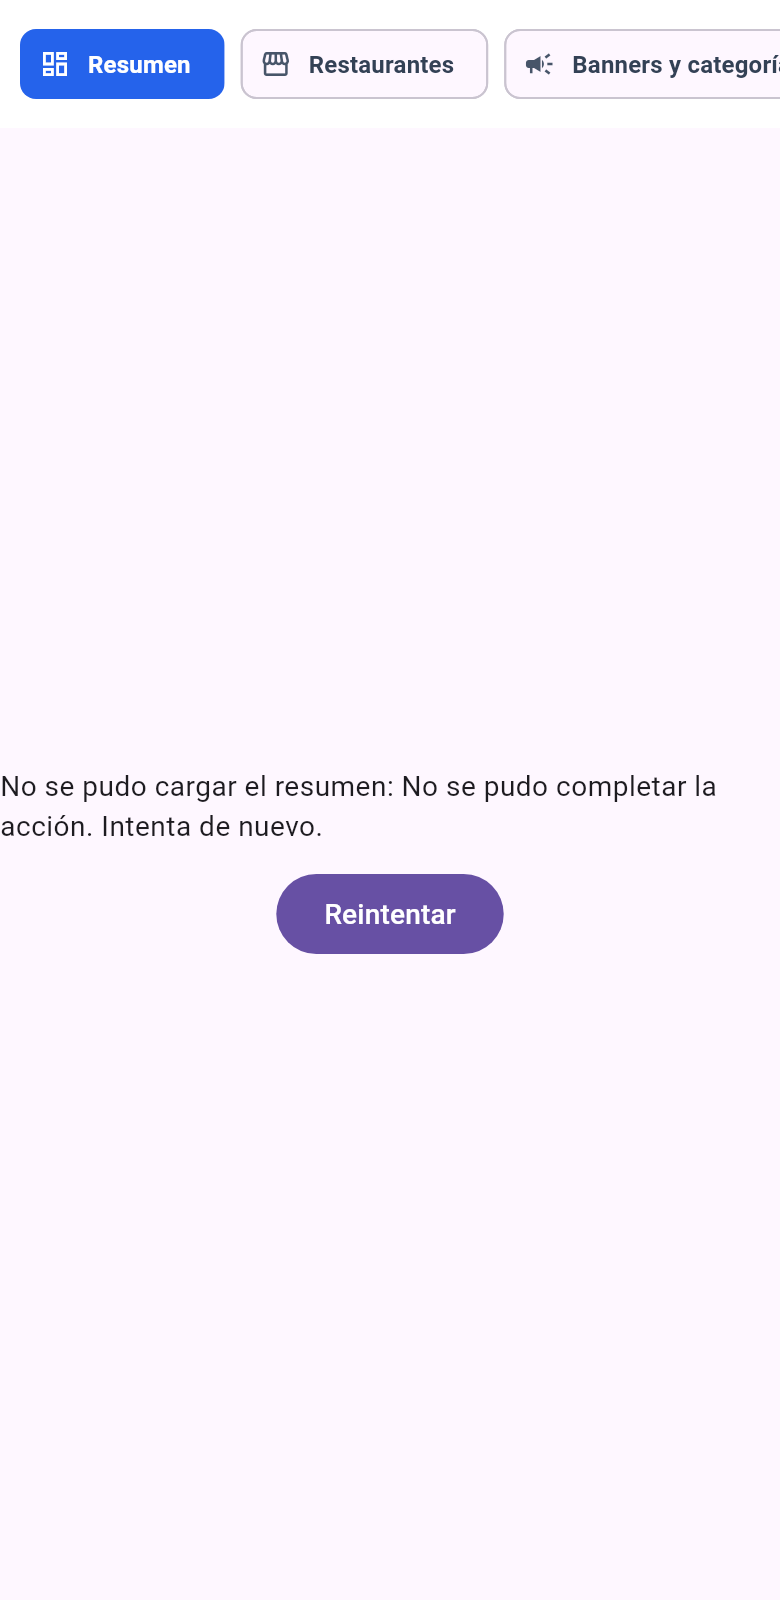 Resumen
Restaurantes
Banners y categorí
No se pudo cargar el resumen: No se pudo completar la
acción. Intenta de nuevo.
Reintentar